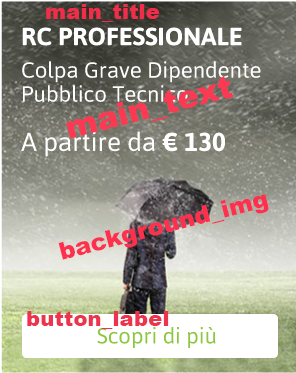 main_title
RC PROFESSIONALE
Colpa Grave Dipendente
Pubblico Tecnico
main_text
A partire da € 130
background_img
button_label
Scopri di più